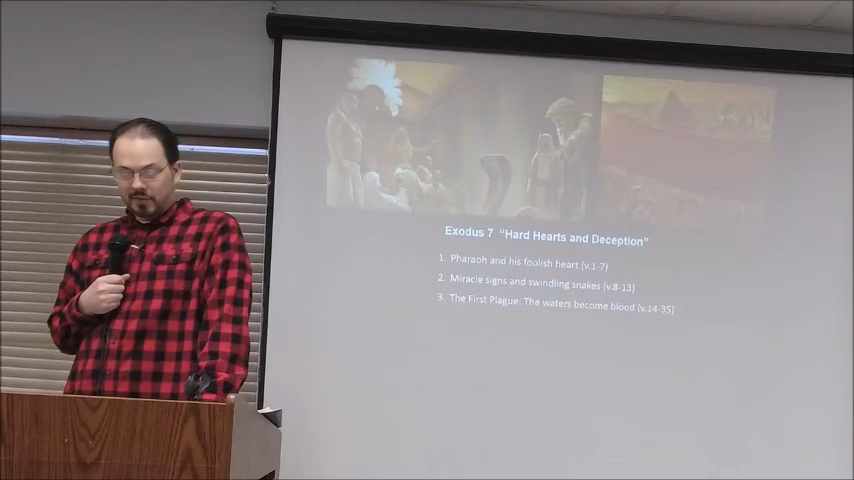 Exodus 7 "Hard Hearts and Deception"
1. Pharaoh and his foolish heart (v.1-7)
2. Miracle signs and swindling snakes (v.8-13)
3. The First Plague: The waters become blood (v.14-35)